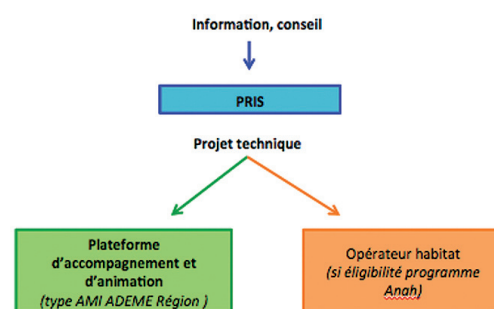 Information, conseil
PRIS
Projet technique
Plateforme
d'accompagnement et
d'animation
(type AMI ADEME Région )
Opérateur habitat
(si éligibilité programme
Anah)